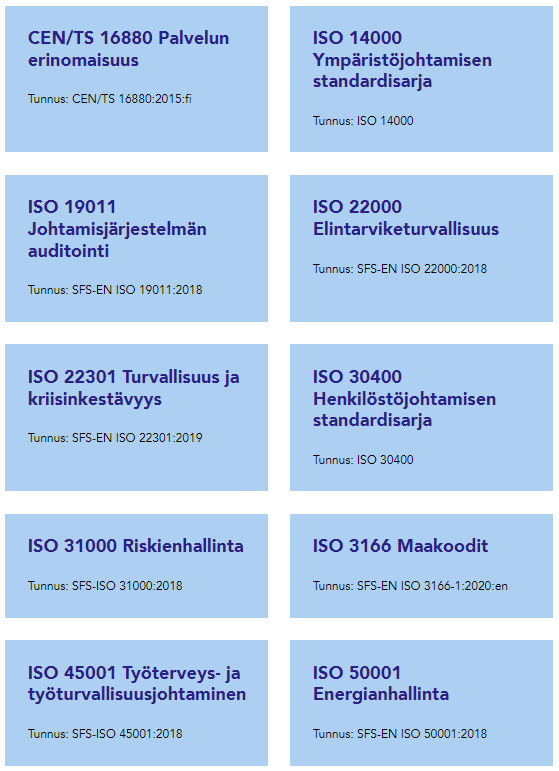 CEN/TS 16880 Palvelun
erinomaisuus
Tunnus: CEN/TS 16880:2015:fi
ISO 14000
Ympäristöjohtamisen
standardisarja
Tunnus: ISO 14000
ISO 19011
Johtamisjärjestelmän
auditointi
Tunnus: SFS-EN ISO 19011:2018
ISO 22000
Elintarviketurvallisuus
Tunnus: SFS-EN ISO 22000:2018
ISO 22301 Turvallisuus ja
kriisinkestävyys
Tunnus: SFS-EN ISO 22301:2019
ISO 30400
Henkilöstöjohtamisen
standardisarja
Tunnus: ISO 30400
ISO 31000 Riskienhallinta
Tunnus: SFS-ISO 31000:2018
ISO 3166 Maakoodit
Tunnus: SFS-EN ISO 3166-1:2020:en
ISO 45001 Työterveys- ja
työturvallisuusjohtaminen
Tunnus: SFS-ISO 45001:2018
ISO 50001
Energianhallinta
Tunnus: SFS-EN ISO 50001:2018